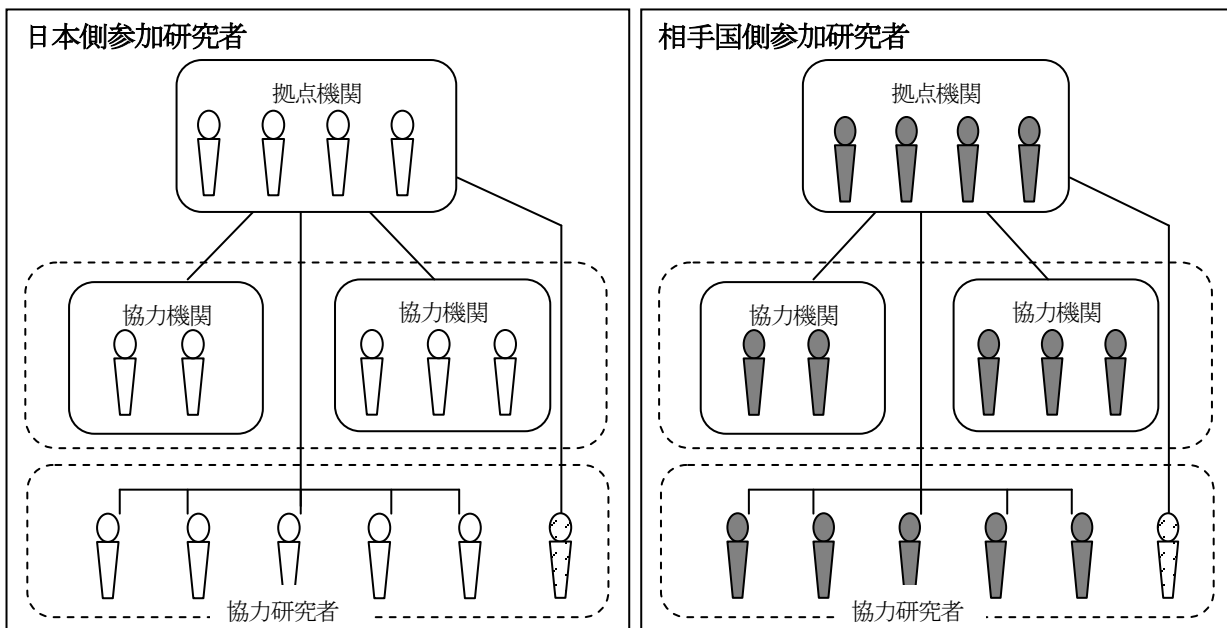 日本側参加研究者
拠点機関
協力機関
協力機関
協力研究者
相手国側参加研究者
拠点機関
協力機関
協力機関
協力研究者